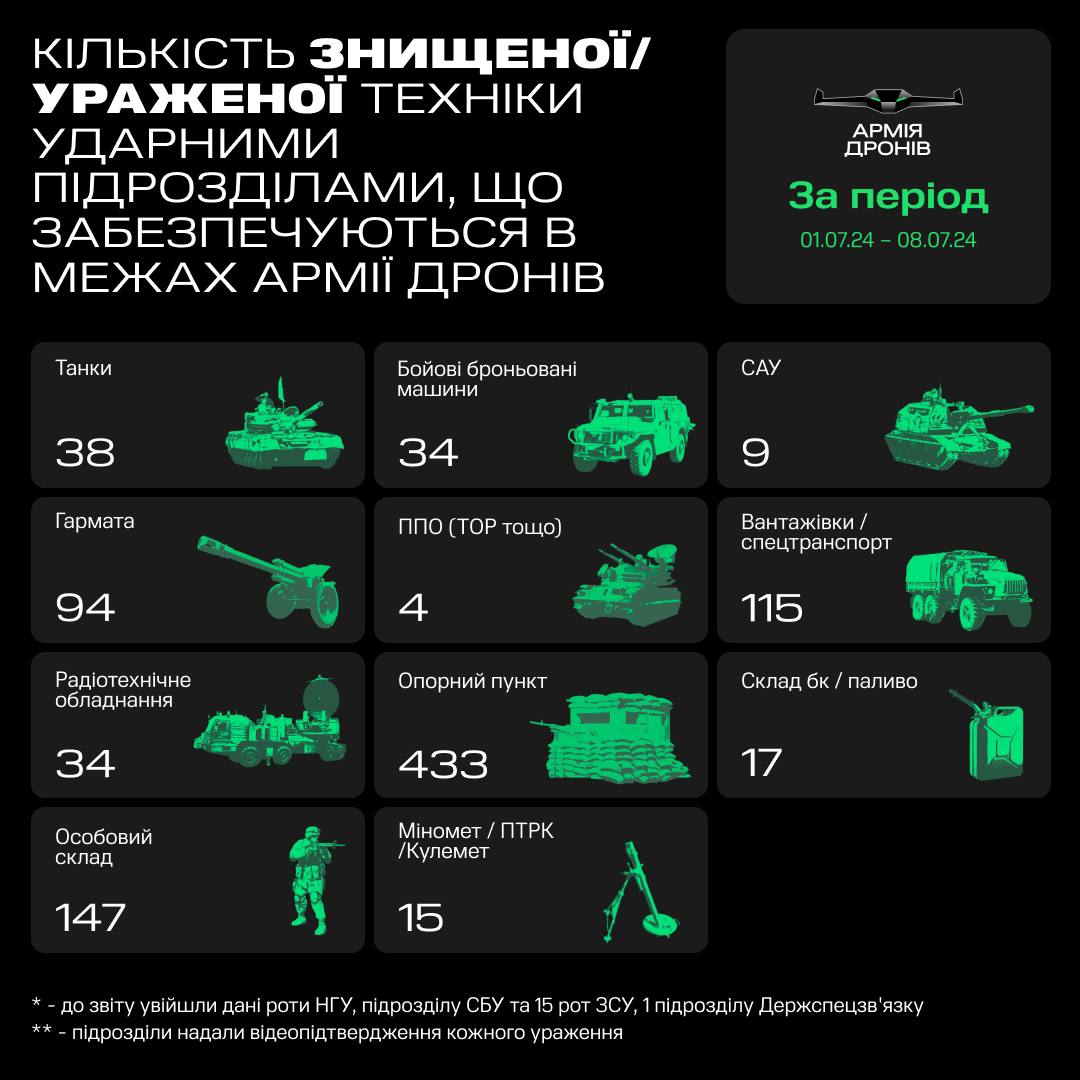 КІЛЬКІСТЬ ЗНИЩЕНОЇ/
УРАЖЕНОЇ ТЕХНІКИ
УДАРНИМИ
ПІДРОЗДІЛАМИ, ЩО
ЗАБЕЗПЕЧУЮТЬСЯ В
МЕЖАХ АРМІЇ ДРОНІВ
АРМІЯ
ДРОНІВ
За період
01.07.24 – 08.07.24
Танки
38
Бойові броньовані
машини
34
САУ
9
Гармата
94
ППО (ТОР тощо)
4
Вантажівки /
спецтранспорт
115
Радіотехнічне
обладнання
34
Опорний пункт
433
Склад бк / паливо
17
Особовий
склад
147
Міномет / ПТРК
/Кулемет
15
* - до звіту увійшли дані роти НГУ, підрозділу СБУ та 15 рот ЗСУ, 1 підрозділу Держспецзв'язку
** - підрозділи надали відеопідтвердження кожного ураження